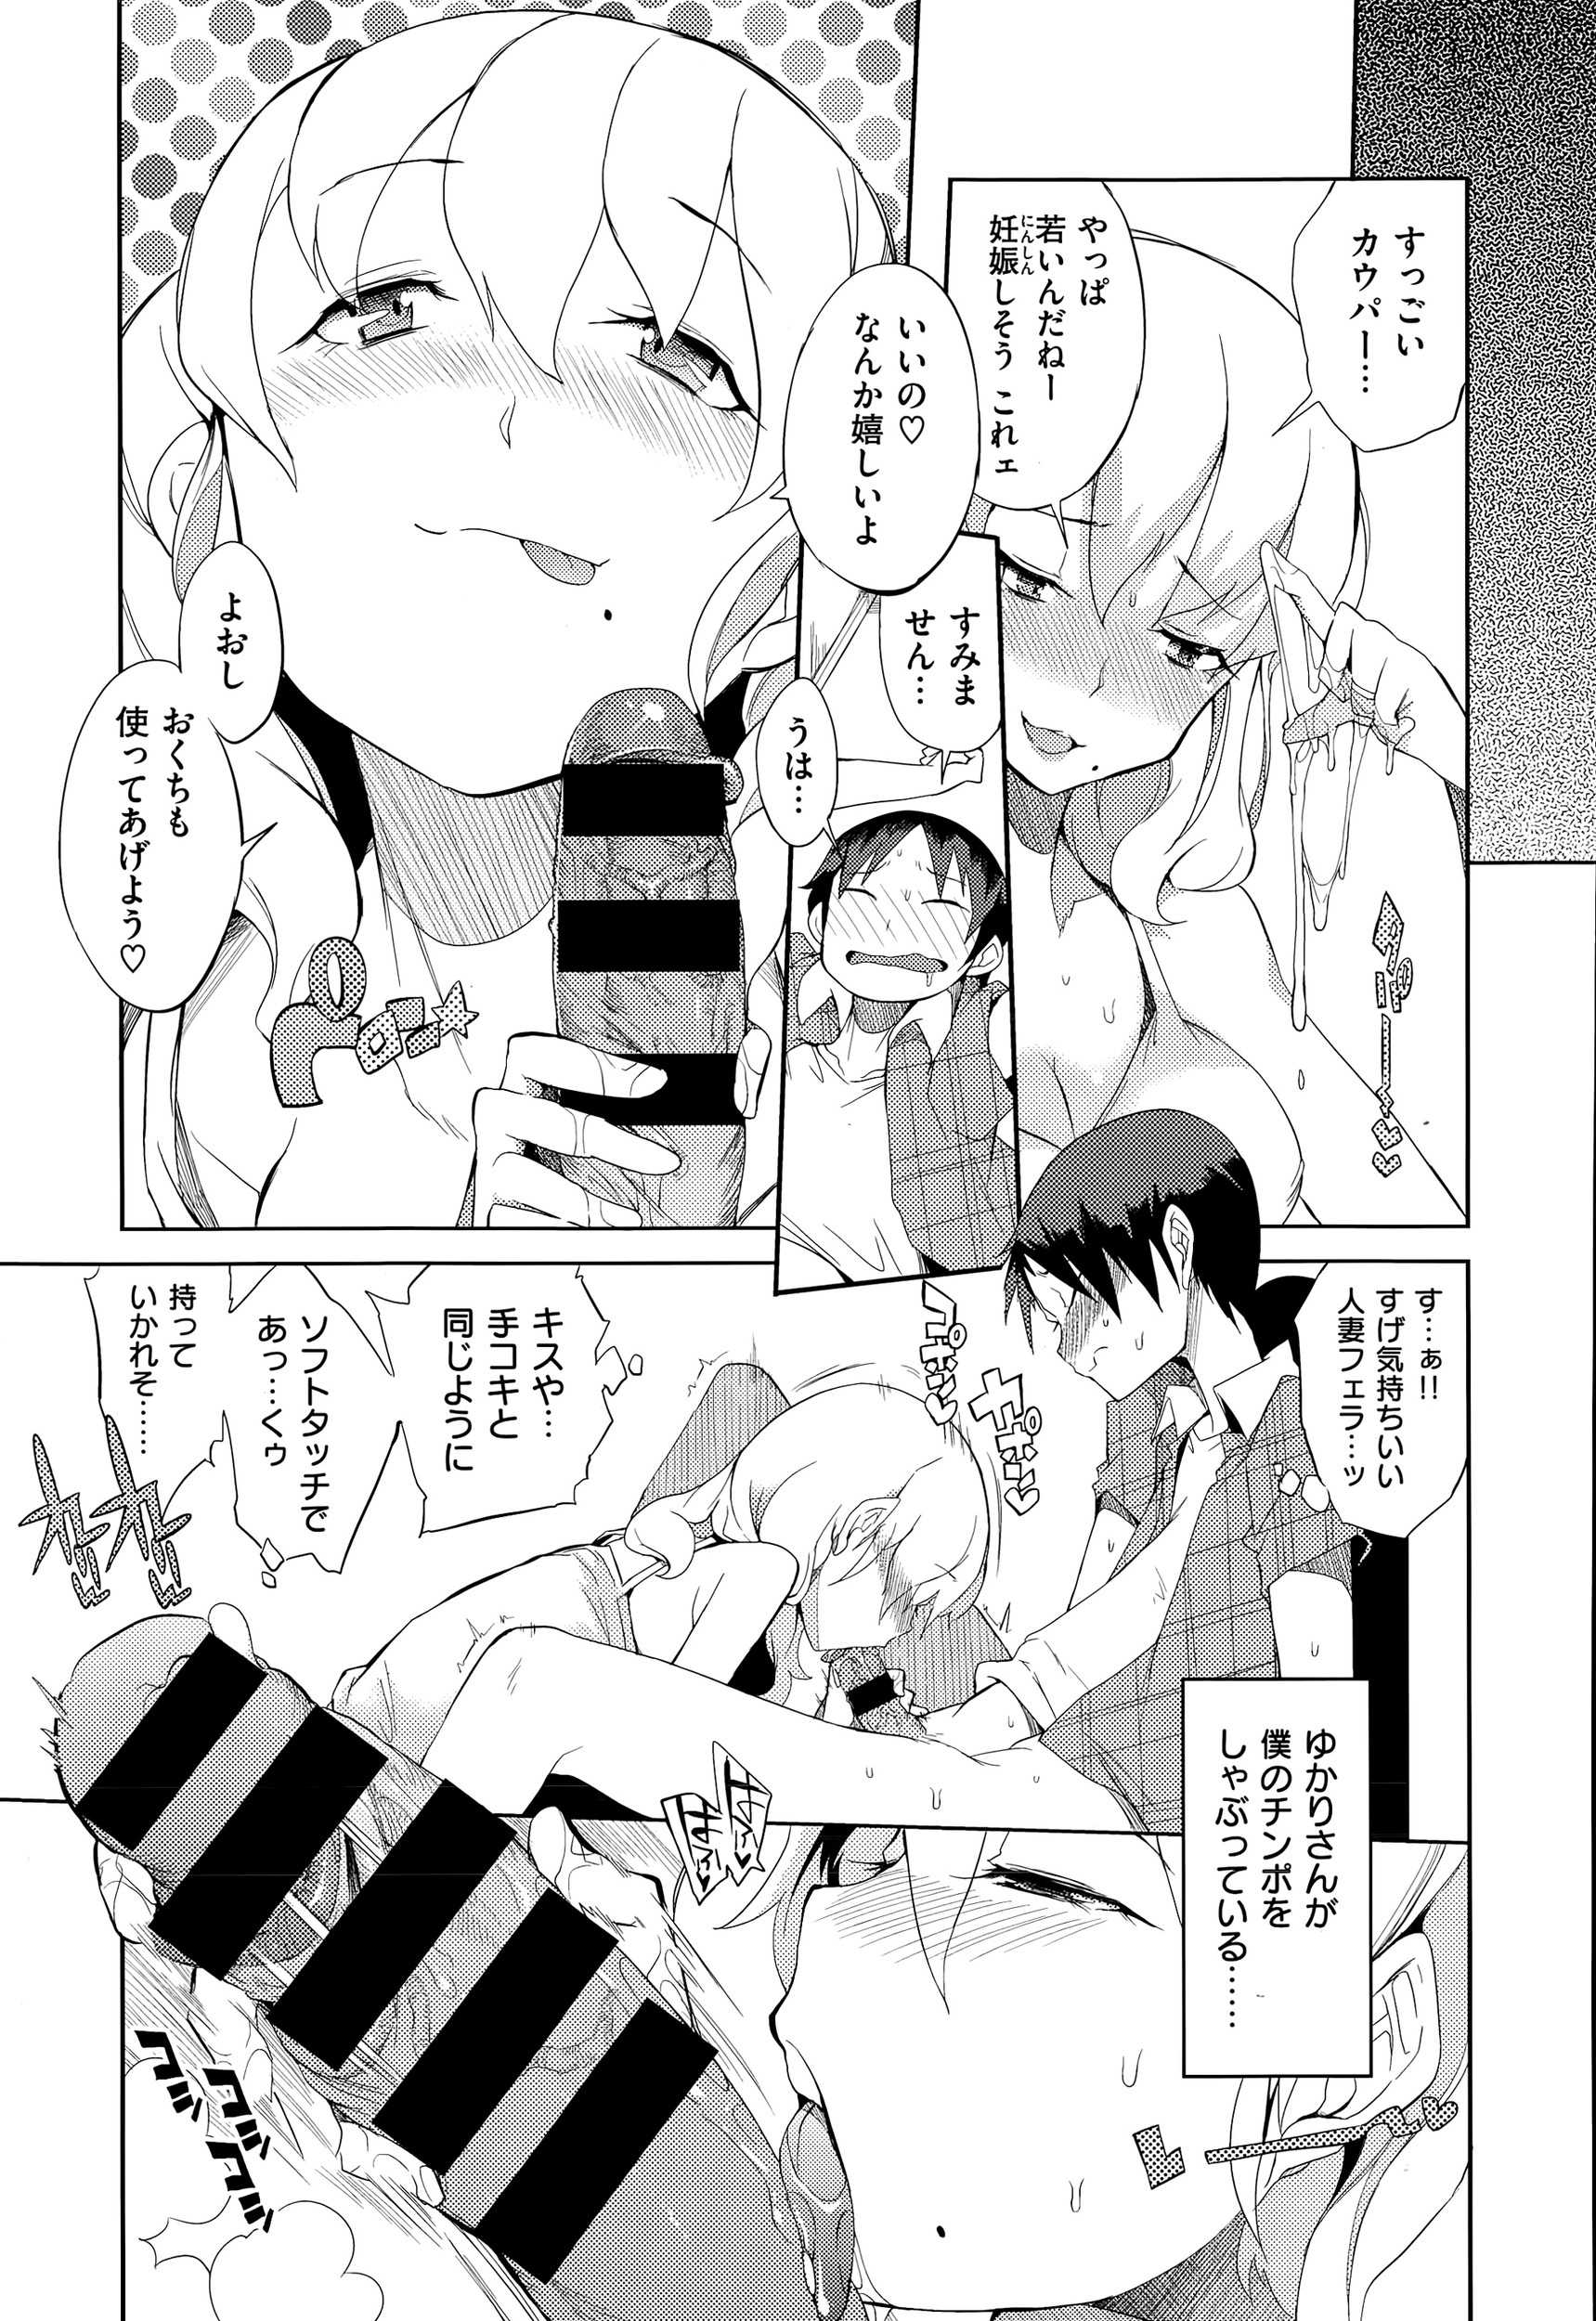 すっごい
カウパー…
やっぱ
若いんだねー
妊娠しそう これェ
にんしん
いいの♡
なんか嬉しいよ
すみま
せん…
うは…
よおし
おくちも
使ってあげよう♡
す…ぁ!!
すげ気持ちいい
人妻フェラ…ッ
キスや…
手コキと
同じように
ソフトタッチで
あっ…くゥ
持って
いかれそ……
ゆかりさんが
僕のチンポを
しゃぶっている……